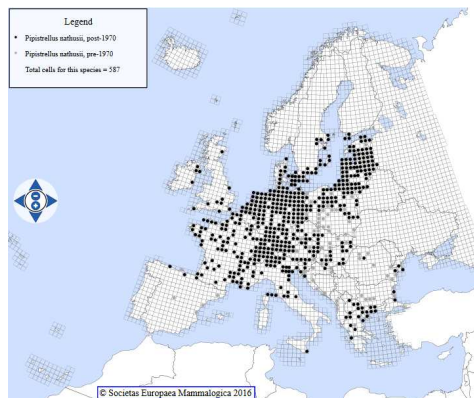 Legend
Pipistrellus nathusii, post-1970
Pipistrellus nathusii, pre-1970
Total cells for this species = 587
© Societas Europaea Mammalogica 2016